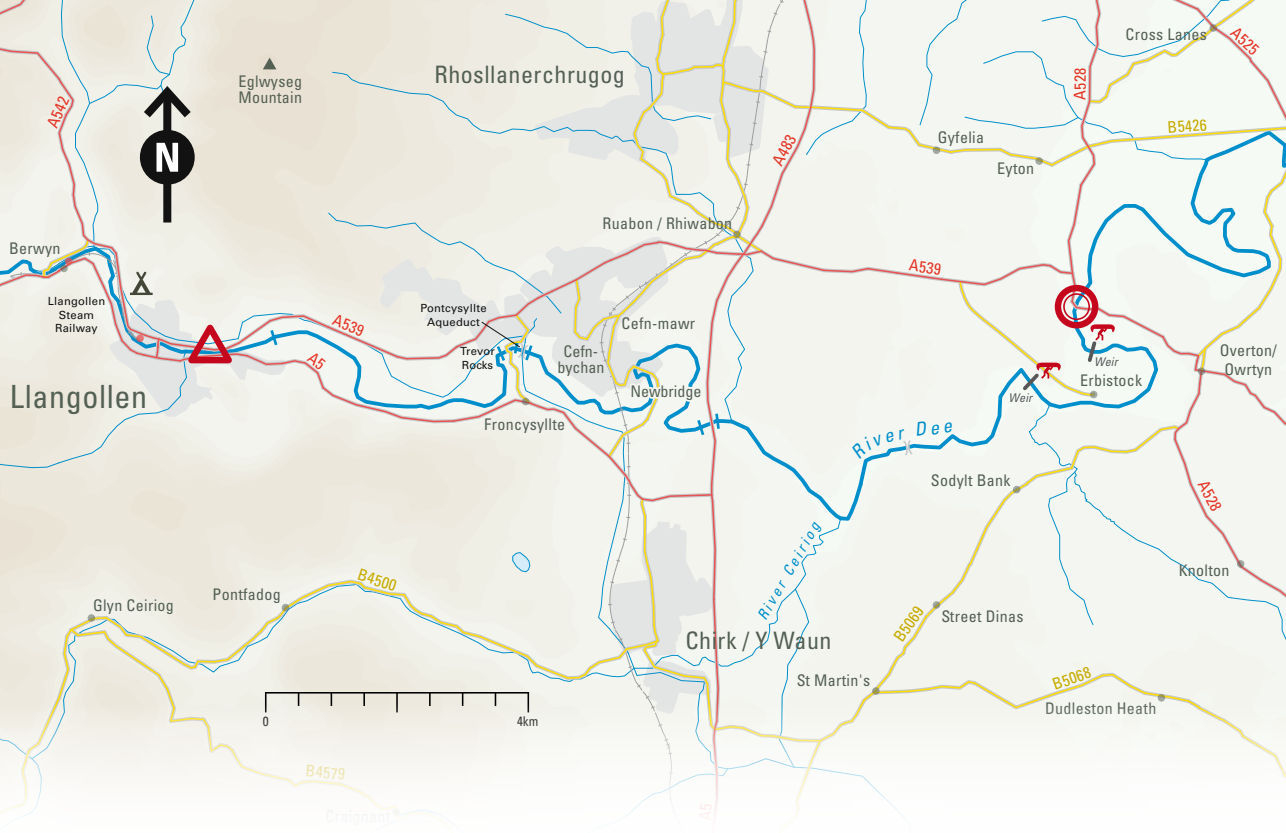 Cross Lanes
A525
Rhosllanerchrugog
A528
Eglwyseg
Mountain
A542
B5426
Gyfelia
A483
N
Eyton
Ruabon / Rhiwabon
Berwyn
A539
Llangollen
Steam
Railway
Pontcysyllte
Aqueduct
A539
Cefn-mawr
Trevor
Rocks
Cefn-
bychan
A5
Weir
Overton/
Owrtyn
Erbistock
Newbridge
Weir
Llangollen
Froncysyllte
River Dee
Sodylt Bank
A528
River Ceiriog
Knolton
B4500
Pontfadog
Glyn Ceiriog
Street Dinas
B5069
Chirk / Y Waun
St Martin's
B5068
Dudleston Heath
0
4km
B4579
A5
Craignant